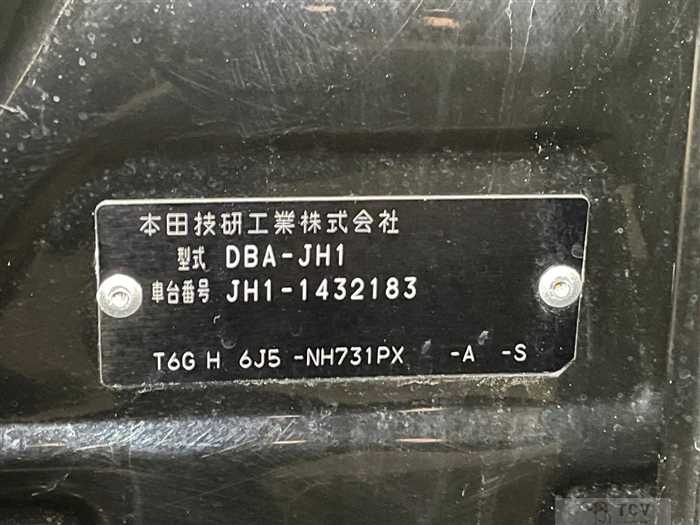 本田技研工業株式会社
型式 DBA-JH1
車台番号 JH1-1432183
T6G H 6J5 -NH731PX -A -S
TCV